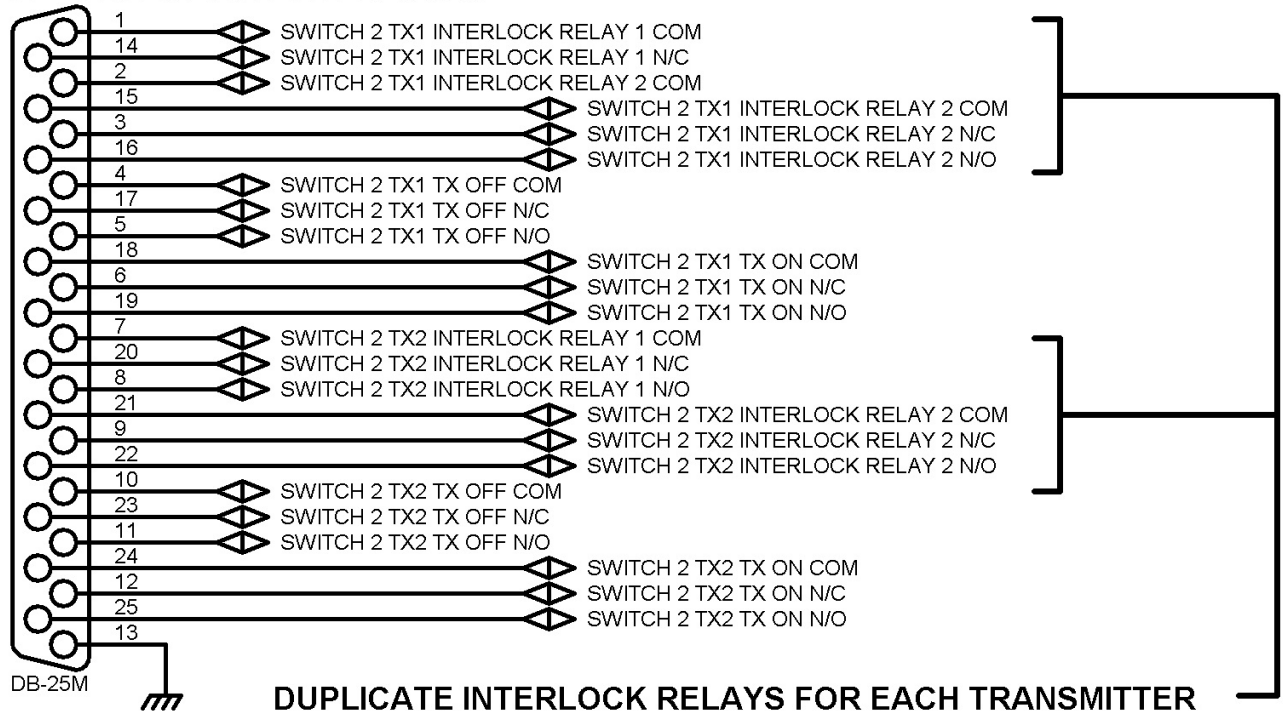 1 SWITCH 2 TX1 INTERLOCK RELAY 1 COM
14 SWITCH 2 TX1 INTERLOCK RELAY 1 N/C
2 SWITCH 2 TX1 INTERLOCK RELAY 2 COM
15 SWITCH 2 TX1 INTERLOCK RELAY 2 COM
3 SWITCH 2 TX1 INTERLOCK RELAY 2 N/C
16 SWITCH 2 TX1 INTERLOCK RELAY 2 N/O
4 SWITCH 2 TX1 TX OFF COM
17 SWITCH 2 TX1 TX OFF N/C
5 SWITCH 2 TX1 TX OFF N/O
18 SWITCH 2 TX1 TX ON COM
6 SWITCH 2 TX1 TX ON N/C
19 SWITCH 2 TX1 TX ON N/O
7 SWITCH 2 TX2 INTERLOCK RELAY 1 COM
20 SWITCH 2 TX2 INTERLOCK RELAY 1 N/C
8 SWITCH 2 TX2 INTERLOCK RELAY 1 N/O
21 SWITCH 2 TX2 INTERLOCK RELAY 2 COM
9 SWITCH 2 TX2 INTERLOCK RELAY 2 N/C
22 SWITCH 2 TX2 INTERLOCK RELAY 2 N/O
10 SWITCH 2 TX2 TX OFF COM
23 SWITCH 2 TX2 TX OFF N/C
11 SWITCH 2 TX2 TX OFF N/O
24 SWITCH 2 TX2 TX ON COM
12 SWITCH 2 TX2 TX ON N/C
25 SWITCH 2 TX2 TX ON N/O
13
DB-25M
DUPLICATE INTERLOCK RELAYS FOR EACH TRANSMITTER